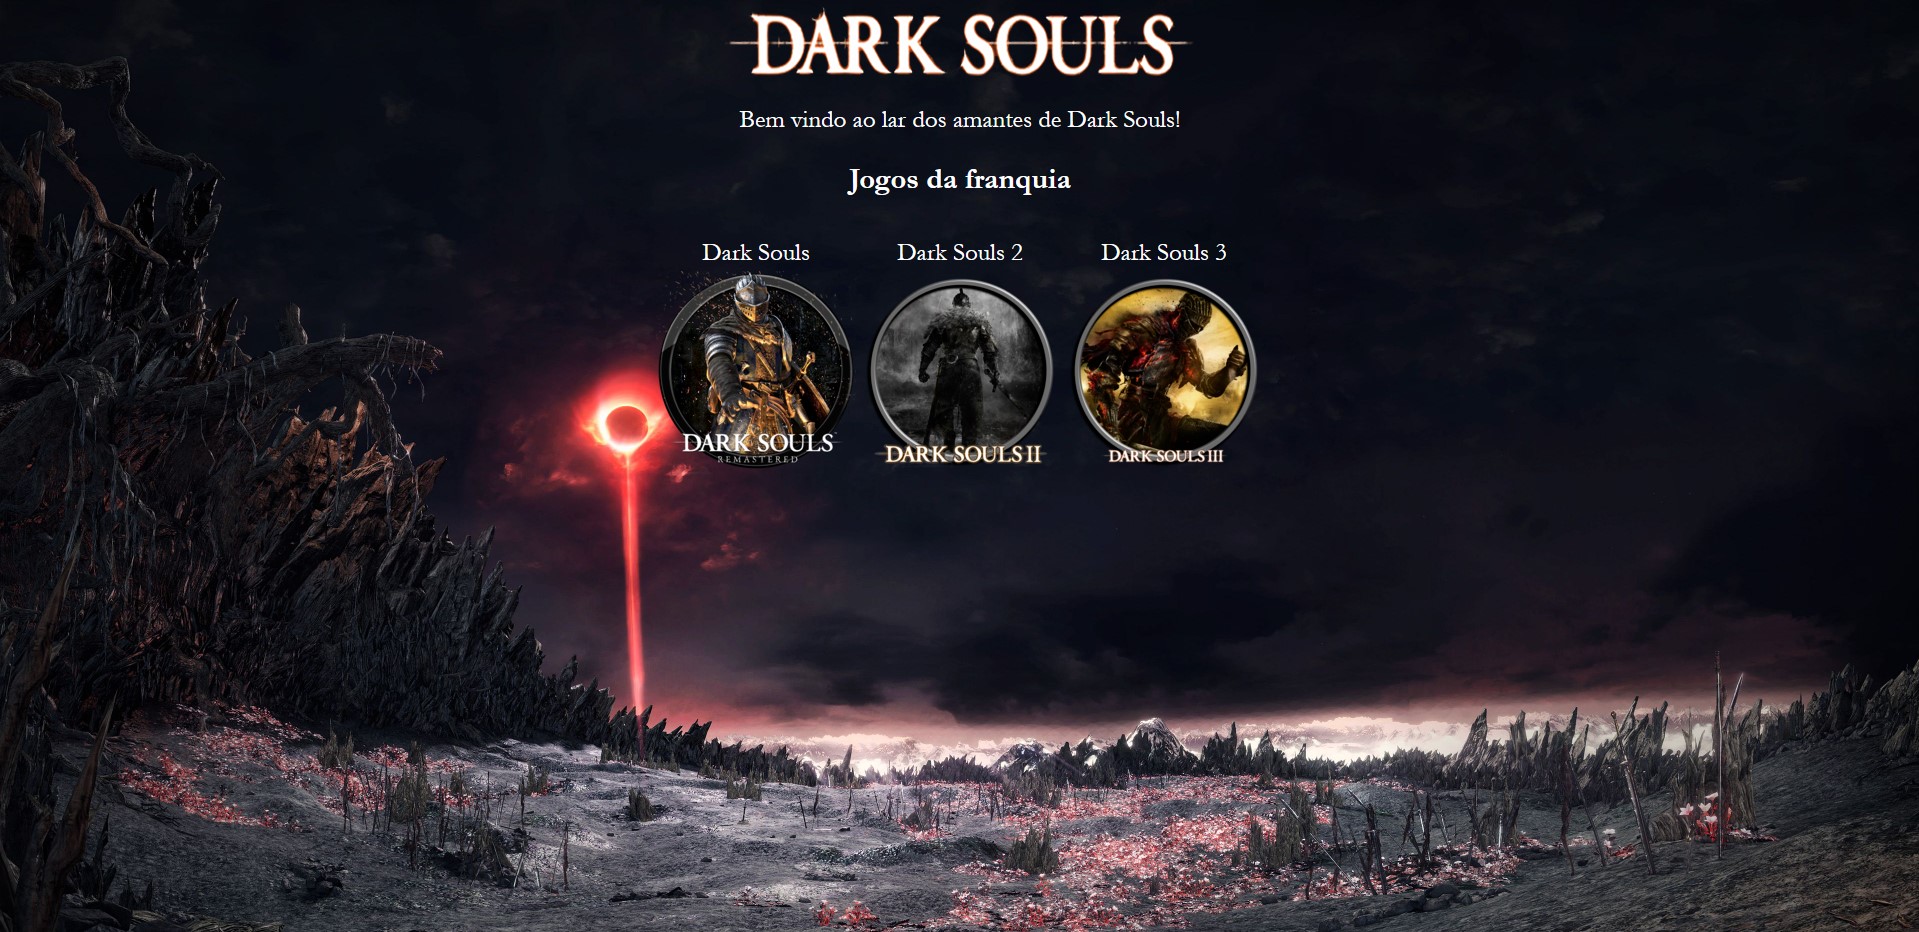 DARK SOULS
Bem vindo ao lar dos amantes de Dark Souls!
Jogos da franquia
Dark Souls
Dark Souls 2
Dark Souls 3
DARK SOULS
REMASTERED
DARK SOULS II
DARK SOULS III